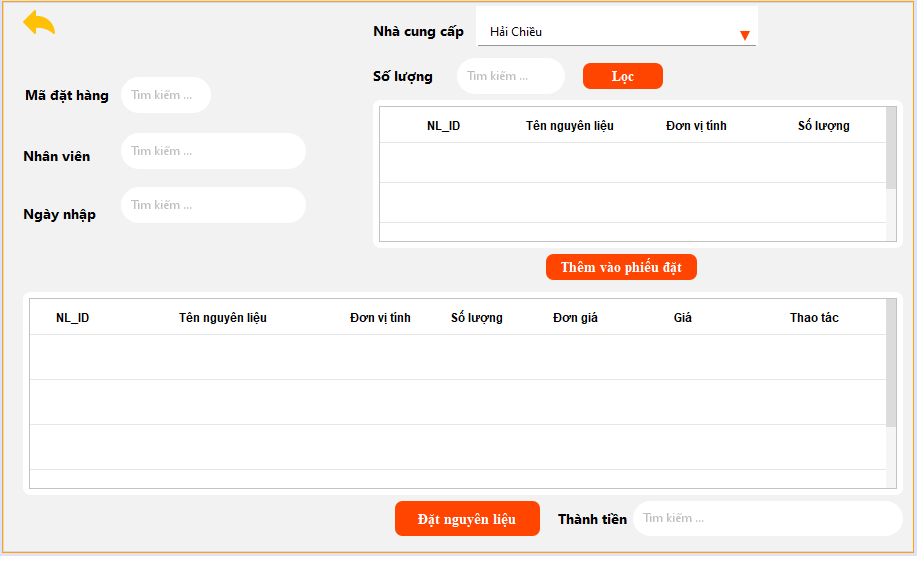 Nhà cung cấp Hải Chiều
Số lượng Tìm kiếm ... Lọc
Mã đặt hàng Tìm kiếm ...
Nhân viên Tìm kiếm ...
Ngày nhập Tìm kiếm ...
NL_ID Tên nguyên liệu Đơn vị tính Số lượng
Thêm vào phiếu đặt
NL_ID Tên nguyên liệu Đơn vị tính Số lượng Đơn giá Giá Thao tác
Đặt nguyên liệu Thành tiền Tìm kiếm ...